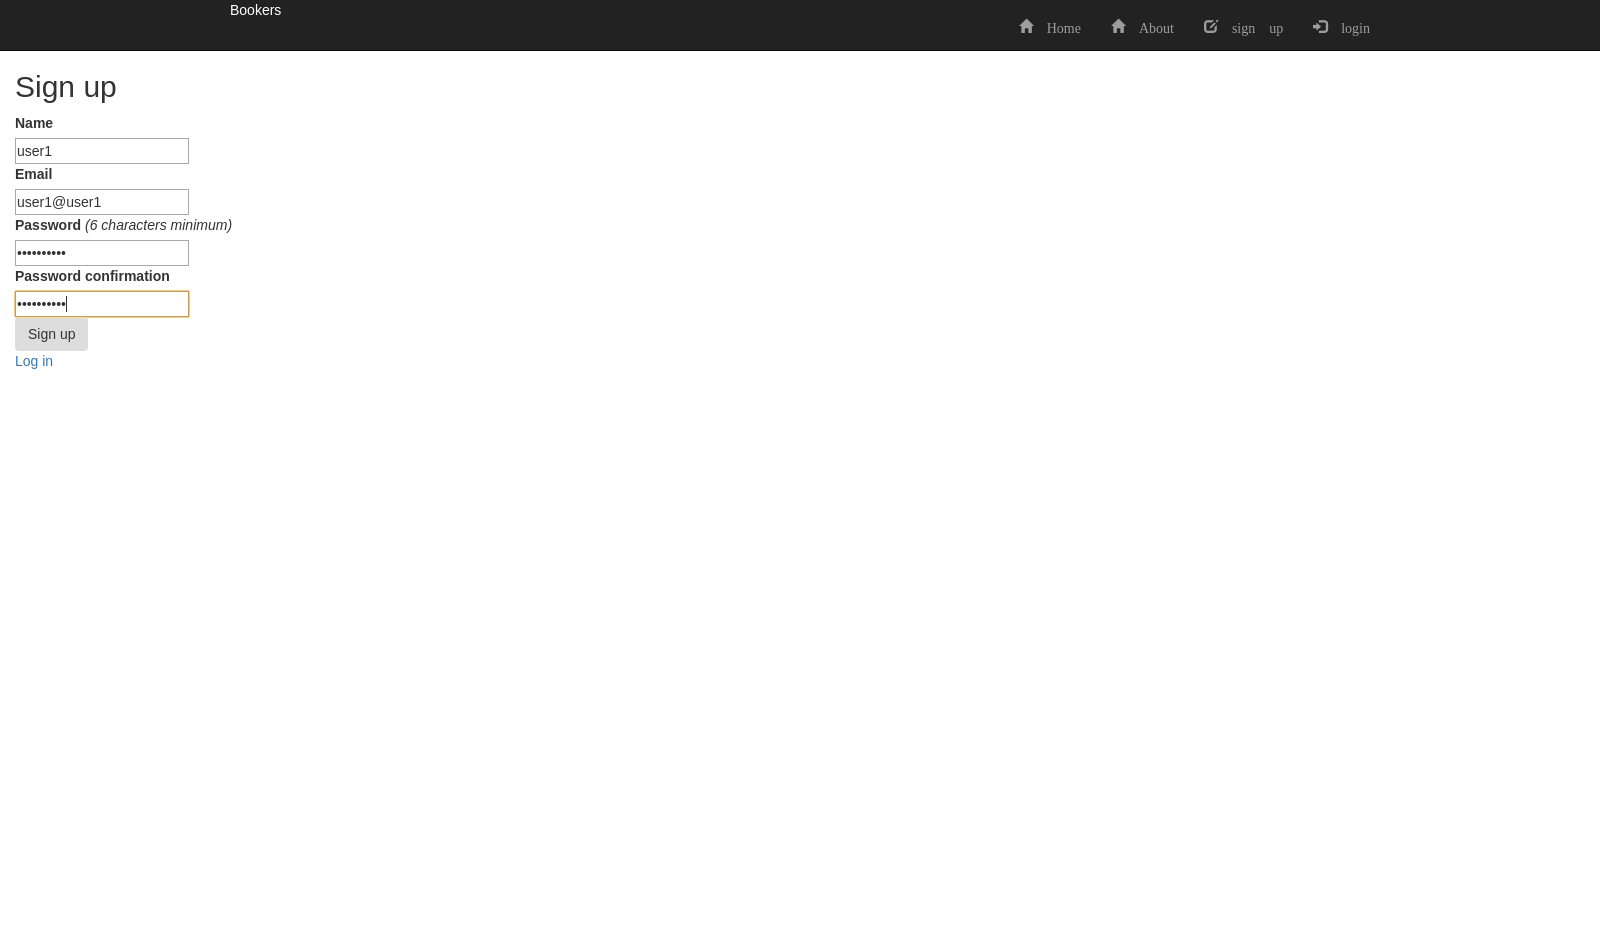 Bookers
Home About sign up login
Sign up
Name
user1
Email
user1@user1
Password (6 characters minimum)
••••••••••
Password confirmation
••••••••••
Sign up
Log in